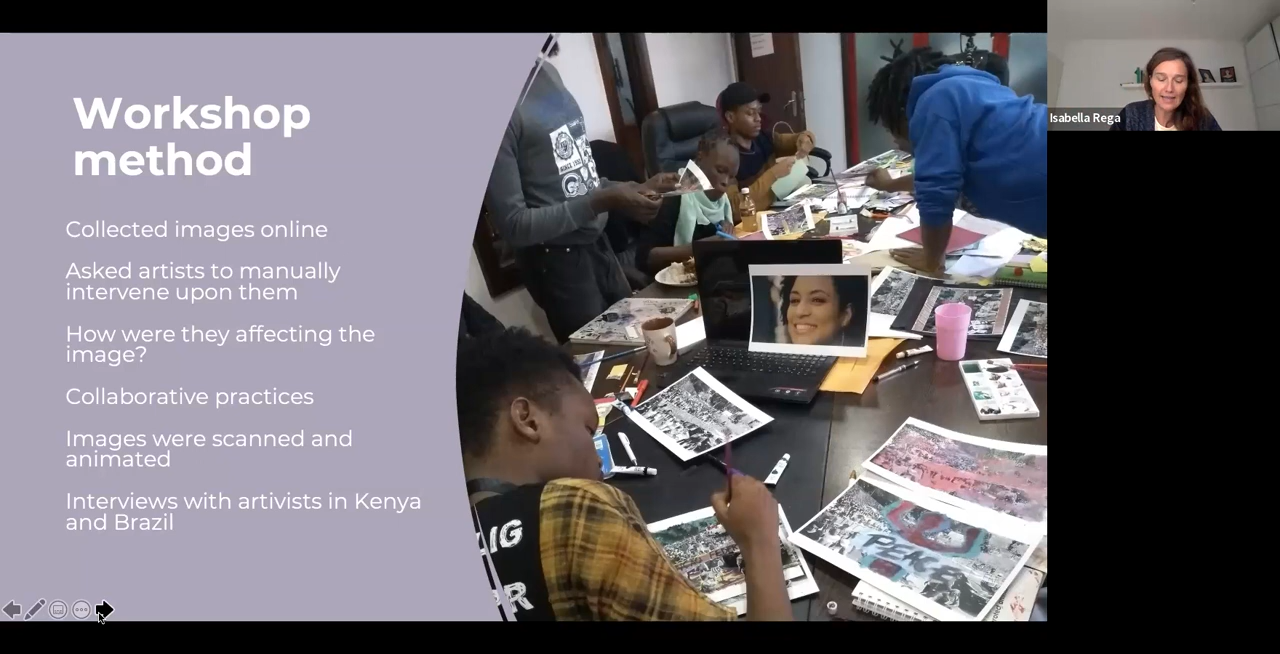 Workshop
method
Collected images online
Asked artists to manually
intervene upon them
How were they affecting the
image?
Collaborative practices
Images were scanned and
animated
Interviews with artivists in Kenya
and Brazil
Isabella Rega
PEACE